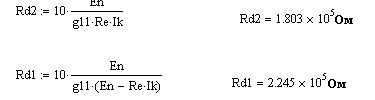 Rd2 := 10· En / g11·Re·Ik
Rd2 = 1.803 × 10^5 Ом
Rd1 := 10· En / g11·(En − Re·Ik)
Rd1 = 2.245 × 10^5 Ом